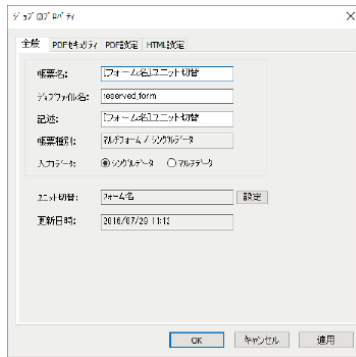 ジョブプロパティ
全般 PDFセキュリティ PDF設定 HTML設定
帳票名: [フォーム名]ユニット切替
ジョブファイル名: reserved_form
記述: [フォーム名]ユニット切替
帳票種別: マルチフォーム / シングルデータ
入力データ: シングルデータ マルチデータ
ユニット切替: フォーム名 設定
更新日時: 2016/07/29 11:12
OK キャンセル 適用